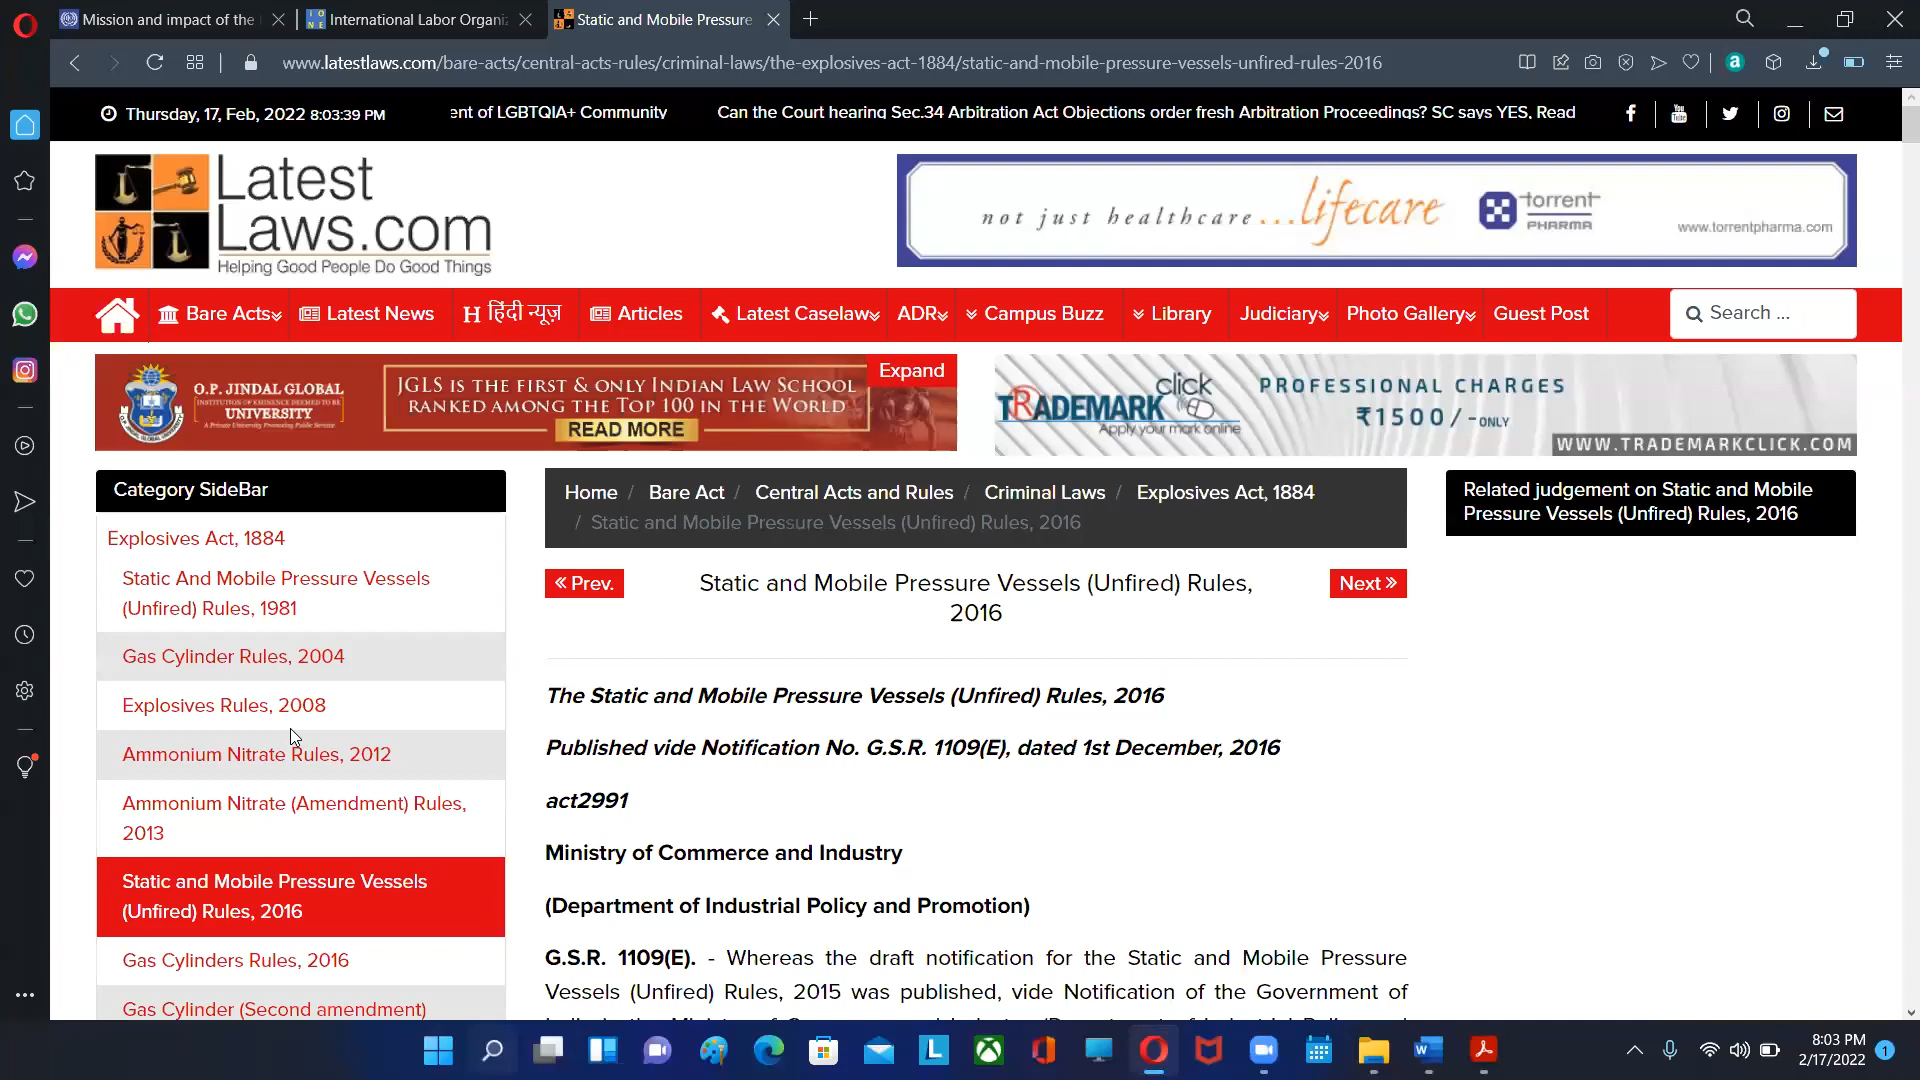 Mission and impact of the
International Labor Organiz
Static and Mobile Pressure
www.latestlaws.com/bare-acts/central-acts-rules/criminal-laws/the-explosives-act-1884/static-and-mobile-pressure-vessels-unfired-rules-2016
Thursday, 17, Feb, 2022 8:03:39 PM
ent of LGBTQIA+ Community
Can the Court hearing Sec.34 Arbitration Act Objections order fresh Arbitration Proceedings? SC says YES, Read
Latest
Laws.com
Helping Good People Do Good Things
not just healthcare...lifecare
torrent
PHARMA
www.torrentpharma.com
Bare Acts
Latest News
H हिंदी न्यूज़
Articles
Latest Caselaw
ADR
Campus Buzz
Library
Judiciary
Photo Gallery
Guest Post
Search ...
O.P. JINDAL GLOBAL
INSTITUTION OF EMINENCE DEEMED TO BE
UNIVERSITY
A Private University Promoting Public Service
JGLS IS THE FIRST & ONLY INDIAN LAW SCHOOL
RANKED AMONG THE TOP 100 IN THE WORLD
READ MORE
Expand
TRADEMARK click
Apply your mark online
PROFESSIONAL CHARGES
₹1500/-ONLY
WWW.TRADEMARKCLICK.COM
Category SideBar
Explosives Act, 1884
Static And Mobile Pressure Vessels
(Unfired) Rules, 1981
Gas Cylinder Rules, 2004
Explosives Rules, 2008
Ammonium Nitrate Rules, 2012
Ammonium Nitrate (Amendment) Rules,
2013
Static and Mobile Pressure Vessels
(Unfired) Rules, 2016
Gas Cylinders Rules, 2016
Gas Cylinder (Second amendment)
Home / Bare Act / Central Acts and Rules / Criminal Laws / Explosives Act, 1884
/ Static and Mobile Pressure Vessels (Unfired) Rules, 2016
« Prev.
Static and Mobile Pressure Vessels (Unfired) Rules,
2016
Next »
The Static and Mobile Pressure Vessels (Unfired) Rules, 2016
Published vide Notification No. G.S.R. 1109(E), dated 1st December, 2016
act2991
Ministry of Commerce and Industry
(Department of Industrial Policy and Promotion)
G.S.R. 1109(E). - Whereas the draft notification for the Static and Mobile Pressure
Vessels (Unfired) Rules, 2015 was published, vide Notification of the Government of
Related judgement on Static and Mobile
Pressure Vessels (Unfired) Rules, 2016
8:03 PM
2/17/2022
1